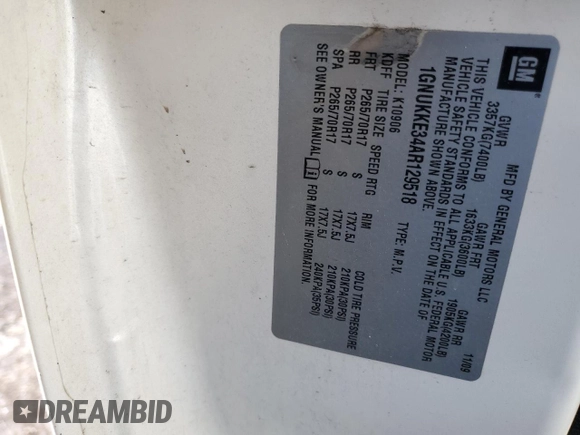 GM
MFD BY GENERAL MOTORS LLC
11/09
GVWR
GAWR FRT
GAWR RR
3357KG(7400LB)
1633KG(3600LB)
1905KG(4200LB)
THIS VEHICLE CONFORMS TO ALL APPLICABLE U.S. FEDERAL MOTOR
VEHICLE SAFETY STANDARDS IN EFFECT ON THE DATE OF
MANUFACTURE SHOWN ABOVE.
1GNUKKE34AR129518
TYPE: M.P.V.
MODEL: K10906
KDFF TIRE SIZE SPEED RTG RIM COLD TIRE PRESSURE
FRT P265/70R17 S 17X7.5J 210KPA(30PSI)
RR P265/70R17 S 17X7.5J 210KPA(30PSI)
SPA P265/70R17 S 17X7.5J 240KPA(35PSI)
SEE OWNER'S MANUAL
DREAMBID